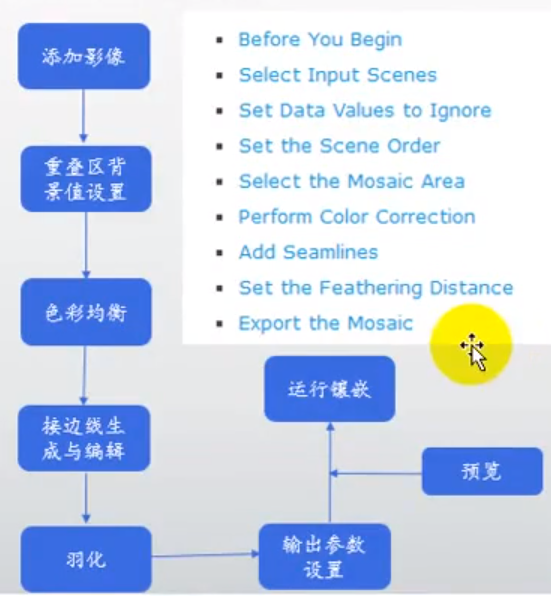 添加影像
重叠区背
景值设置
色彩均衡
接边线生
成与编辑
羽化
Before You Begin
Select Input Scenes
Set Data Values to Ignore
Set the Scene Order
Select the Mosaic Area
Perform Color Correction
Add Seamlines
Set the Feathering Distance
Export the Mosaic
运行镶嵌
预览
输出参数
设置